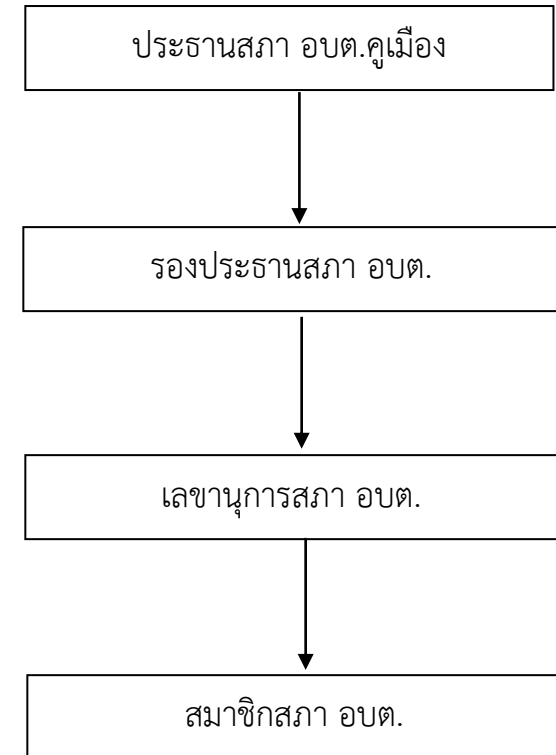 ประธานสภา อบต.คูเมือง
รองประธานสภา อบต.
เลขานุการสภา อบต.
สมาชิกสภา อบต.